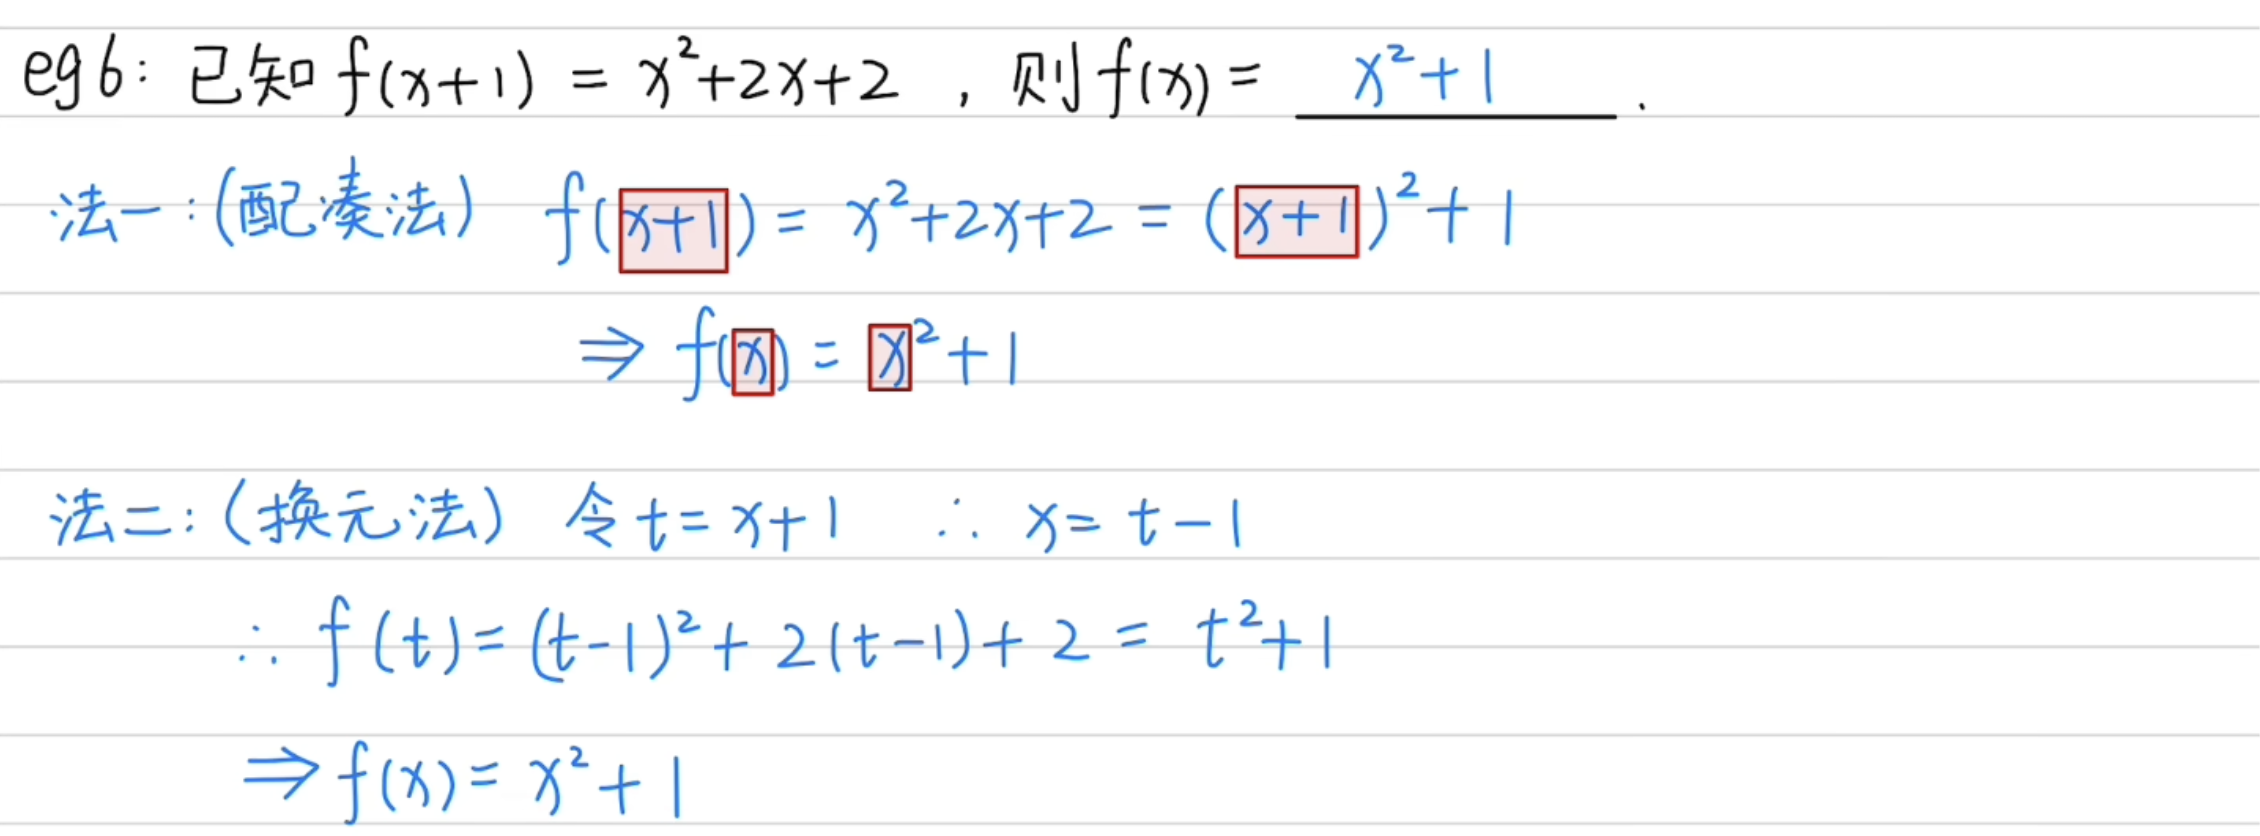 eg6: 已知 f(x+1) = x²+2x+2 , 则 f(x) = x²+1 .
法一:(配凑法) f(x+1) = x²+2x+2 = (x+1)²+1
⇒ f(x) = x²+1
法二:(换元法) 令 t=x+1 ∴ x=t-1
∴ f(t) = (t-1)²+2(t-1)+2 = t²+1
⇒ f(x) = x²+1